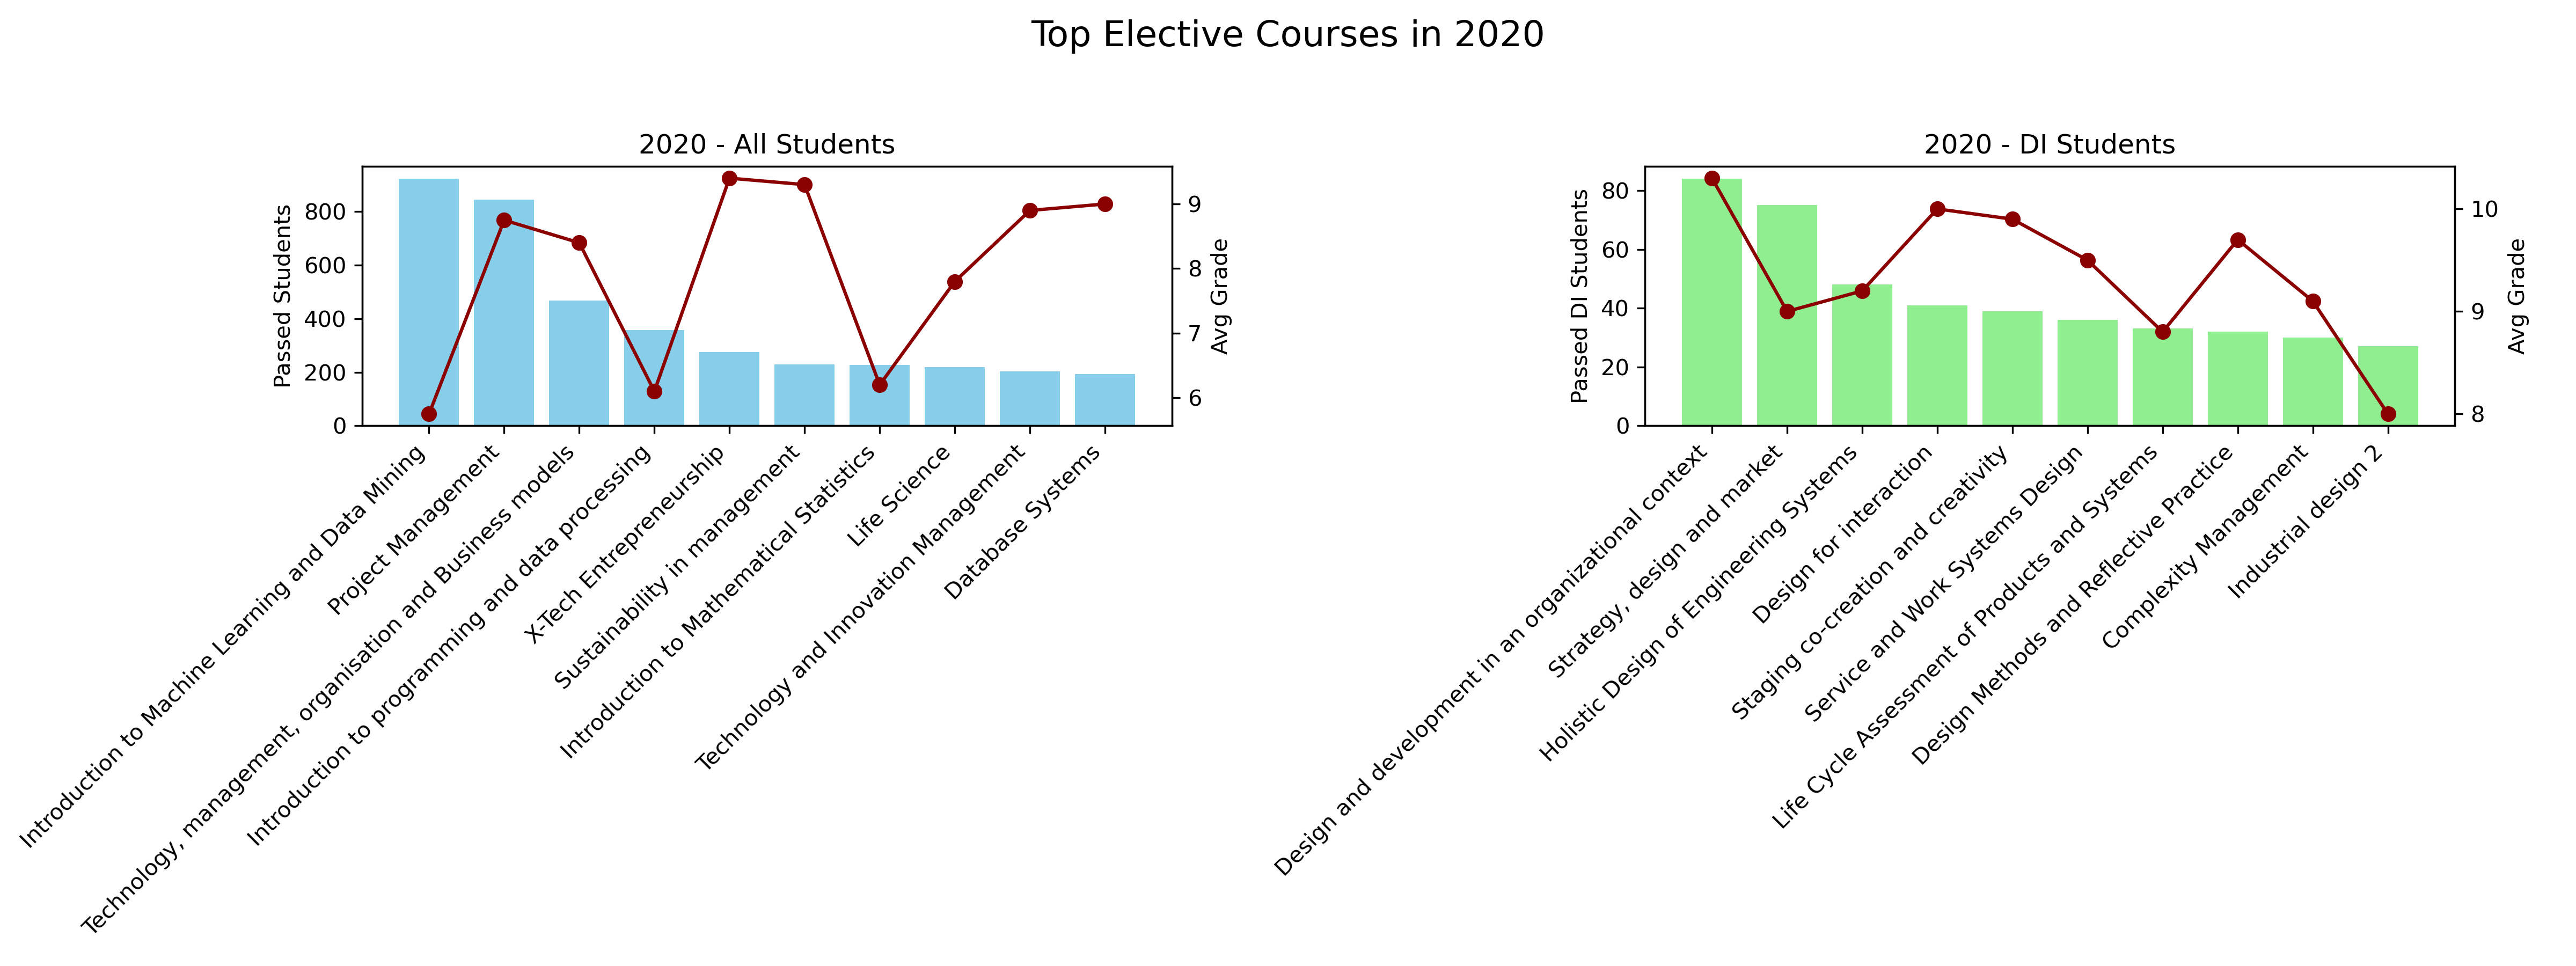 Top Elective Courses in 2020
2020 - All Students
Passed Students
800
600
400
200
0
9
8
7
6
Avg Grade
Introduction to Machine Learning and Data Mining
Project Management
Technology, management, organisation and Business models
Introduction to programming and data processing
X-Tech Entrepreneurship
Sustainability in management
Introduction to Mathematical Statistics
Life Science
Technology and Innovation Management
Database Systems
2020 - DI Students
Passed DI Students
80
60
40
20
0
10
9
8
Avg Grade
Design and development in an organizational context
Strategy, design and market
Holistic Design of Engineering Systems
Design for interaction
Staging co-creation and creativity
Service and Work Systems Design
Life Cycle Assessment of Products and Systems
Design Methods and Reflective Practice
Complexity Management
Industrial design 2